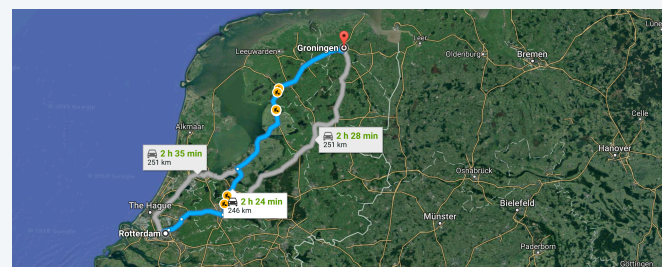 Groningen
Leeuwarden
Leer
Oldenburg
Bremen
Alkmaar
Celle
2 h 28 min
251 km
2 h 35 min
251 km
Hanover
Osnabrück
The Hague
2 h 24 min
246 km
Bielefeld
Münster
Rotterdam
Paderborn
Göttingen